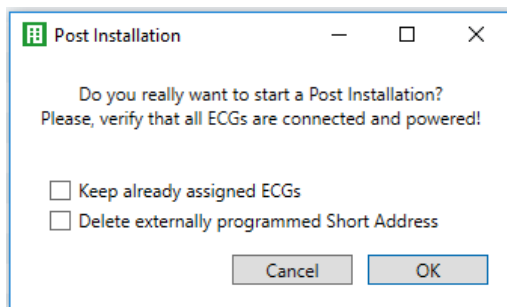 Post Installation
Do you really want to start a Post Installation?
Please, verify that all ECGs are connected and powered!
Keep already assigned ECGs
Delete externally programmed Short Address
Cancel OK